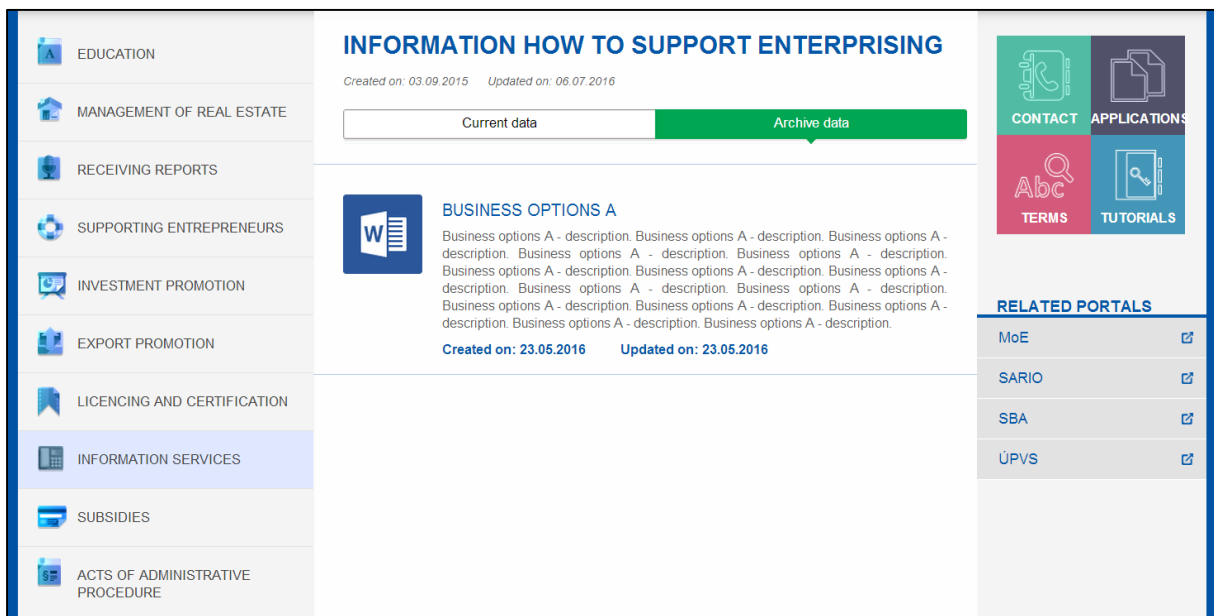 EDUCATION
MANAGEMENT OF REAL ESTATE
RECEIVING REPORTS
SUPPORTING ENTREPRENEURS
INVESTMENT PROMOTION
EXPORT PROMOTION
LICENCING AND CERTIFICATION
INFORMATION SERVICES
SUBSIDIES
ACTS OF ADMINISTRATIVE
PROCEDURE
INFORMATION HOW TO SUPPORT ENTERPRISING
Created on: 03.09.2015 Updated on: 06.07.2016
Current data
Archive data
W
BUSINESS OPTIONS A
Business options A - description. Business options A - description. Business options A -
description. Business options A - description. Business options A - description.
Business options A - description. Business options A - description. Business options A -
description. Business options A - description. Business options A - description.
Business options A - description. Business options A - description. Business options A -
description. Business options A - description. Business options A - description.
Created on: 23.05.2016 Updated on: 23.05.2016
CONTACT
APPLICATIONS
Abc
TERMS
TUTORIALS
RELATED PORTALS
MoE
SARIO
SBA
ÚPVS